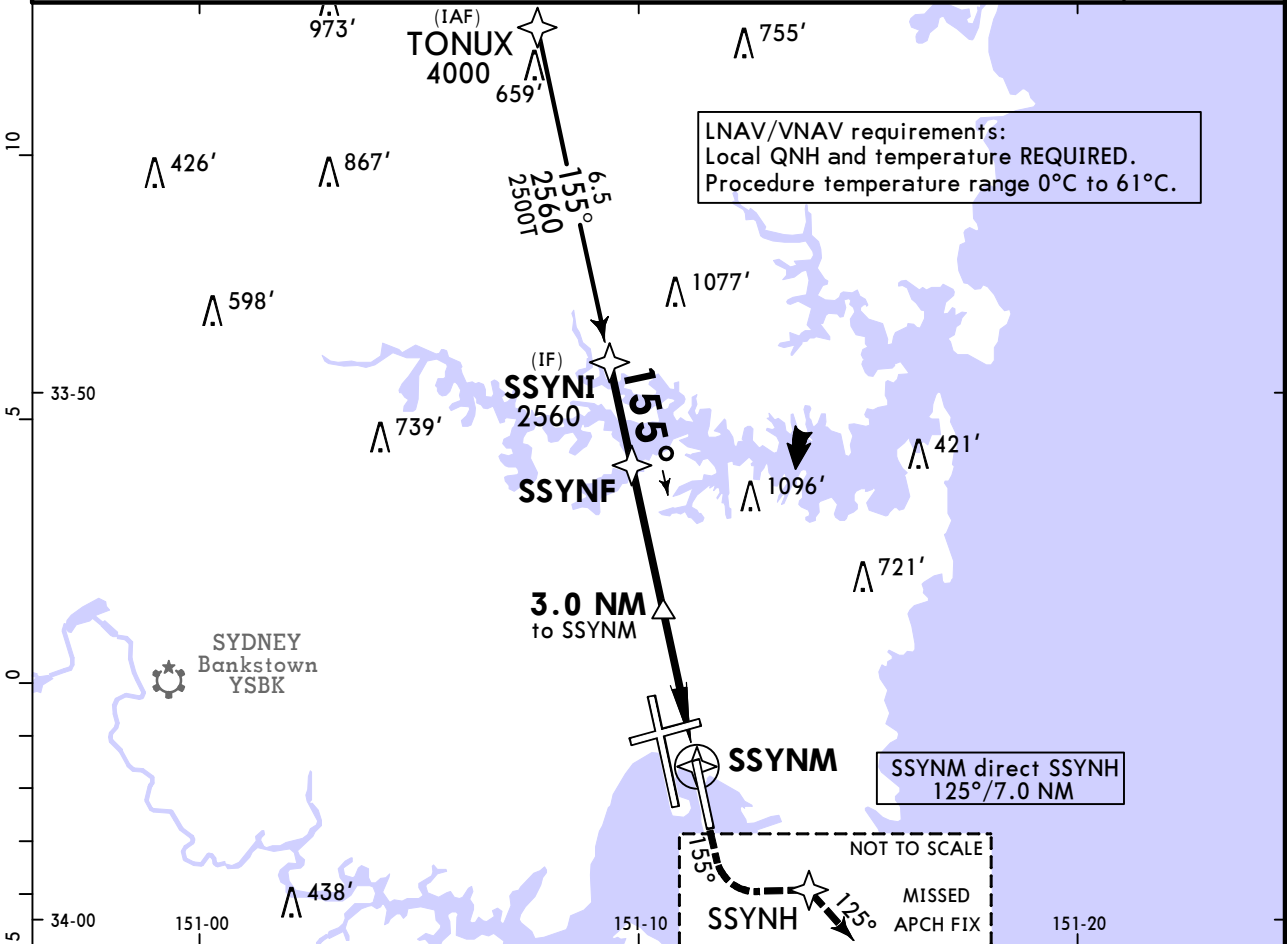 973'
(IAF)
TONUX
4000
659'
755'
LNAV/VNAV requirements:
Local QNH and temperature REQUIRED.
Procedure temperature range 0°C to 61°C.
10
426'
867'
6.5
155°
2560
2500T
598'
1077'
(IF)
SSYNI
2560
155°
33-50
5
739'
421'
SSYNF
1096'
721'
3.0 NM
to SSYNM
SYDNEY
Bankstown
YSBK
0
SSYNM
SSYNM direct SSYNH
125°/7.0 NM
NOT TO SCALE
155°
438'
SSYNH
125°
MISSED
APCH FIX
5
34-00
151-00
151-10
151-20